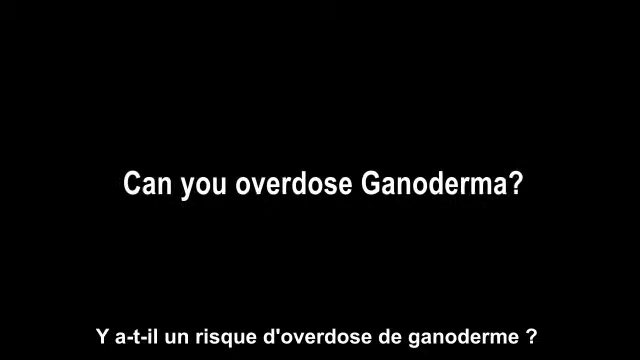 Can you overdose Ganoderma?
Y a-t-il un risque d'overdose de ganoderme ?